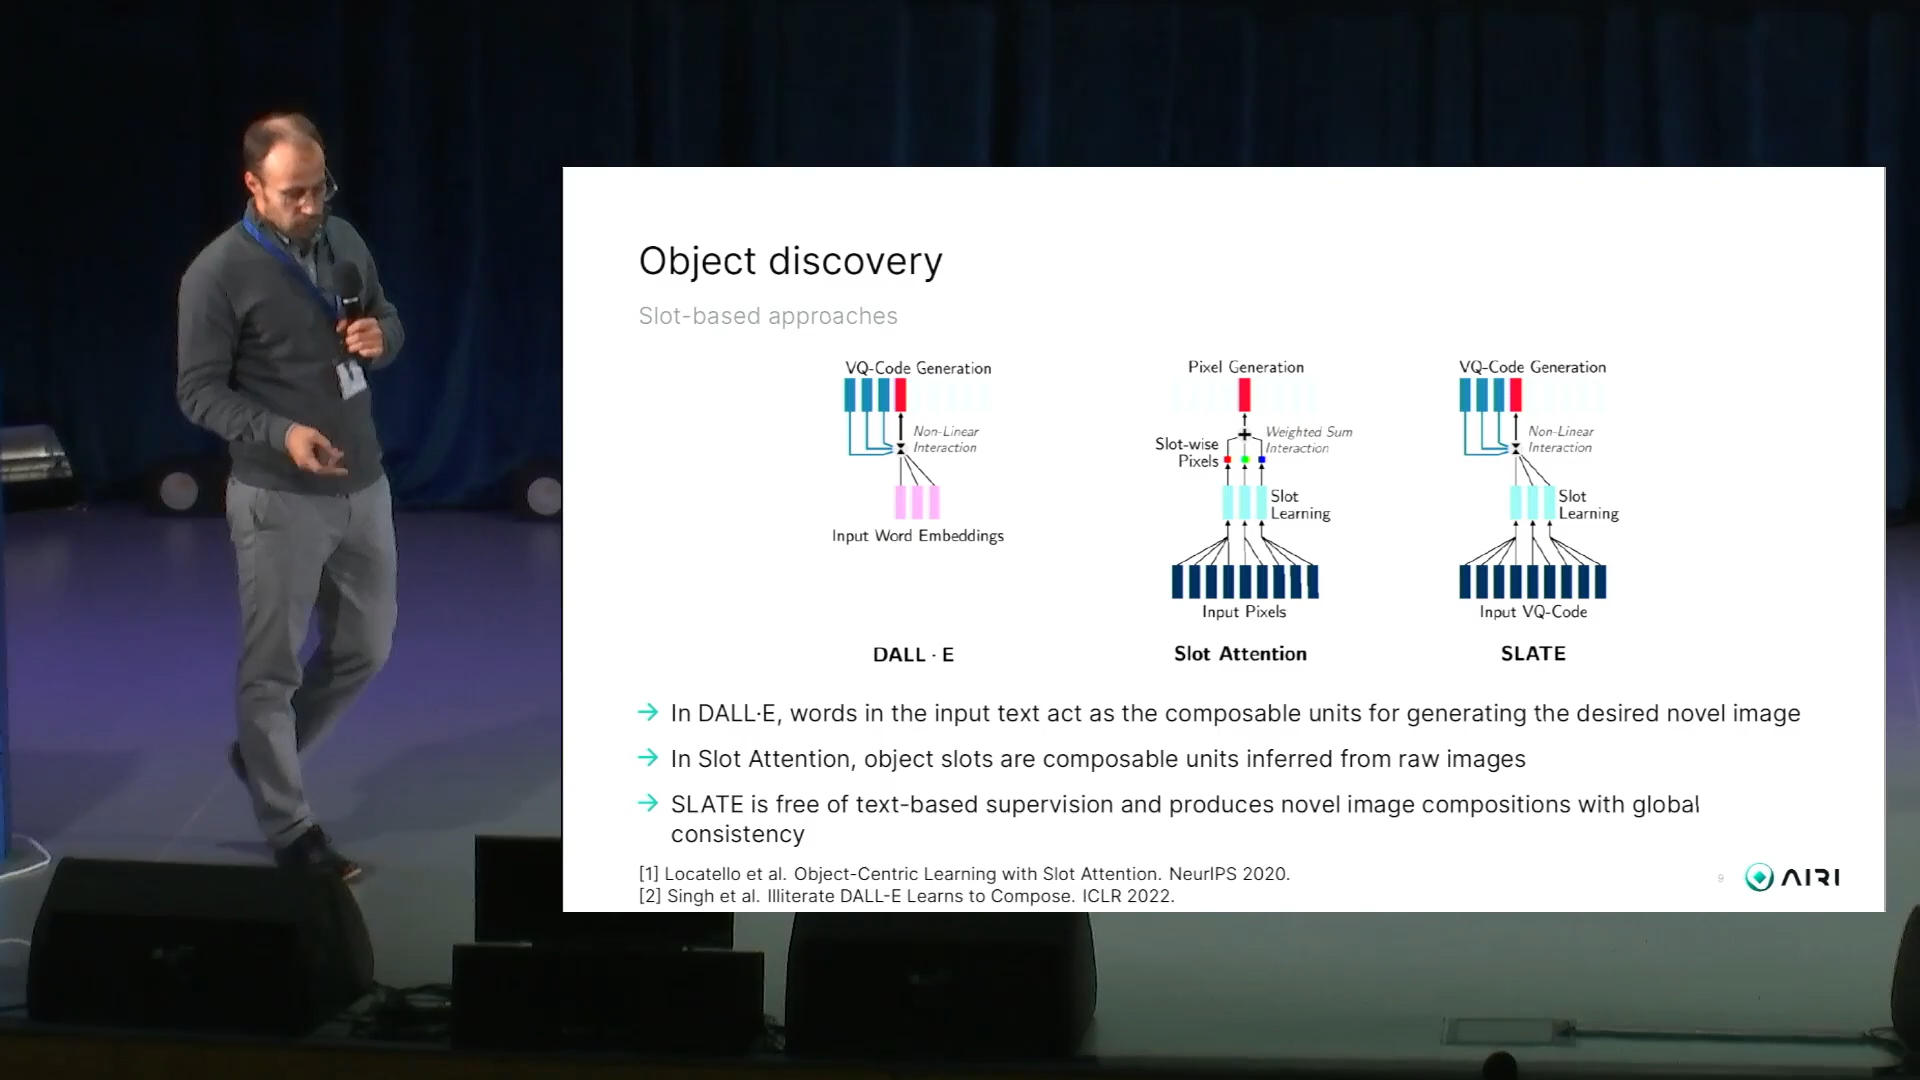 Object discovery
Slot-based approaches
VQ-Code Generation
Non-Linear
Interaction
Input Word Embeddings
DALL · E
Pixel Generation
Weighted Sum
Interaction
Slot-wise
Pixels
Slot
Learning
Input Pixels
Slot Attention
VQ-Code Generation
Non-Linear
Interaction
Slot
Learning
Input VQ-Code
SLATE
→ In DALL·E, words in the input text act as the composable units for generating the desired novel image
→ In Slot Attention, object slots are composable units inferred from raw images
→ SLATE is free of text-based supervision and produces novel image compositions with global
consistency
[1] Locatello et al. Object-Centric Learning with Slot Attention. NeurIPS 2020.
[2] Singh et al. Illiterate DALL-E Learns to Compose. ICLR 2022.
9
AIRI